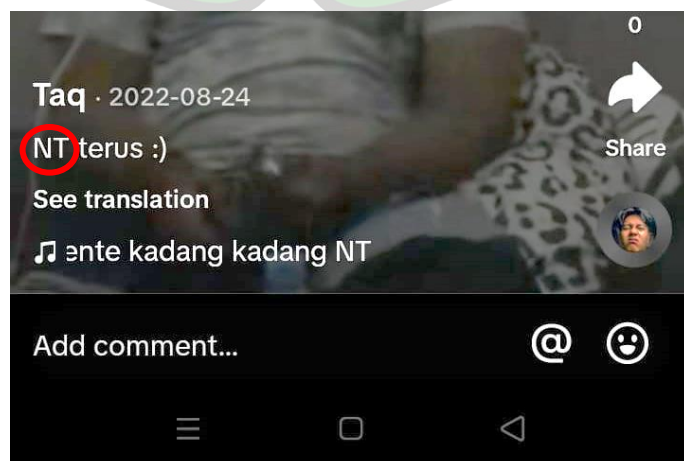 0
Taq · 2022-08-24
NT terus :)
Share
See translation
ente kadang kadang NT
Add comment...
@